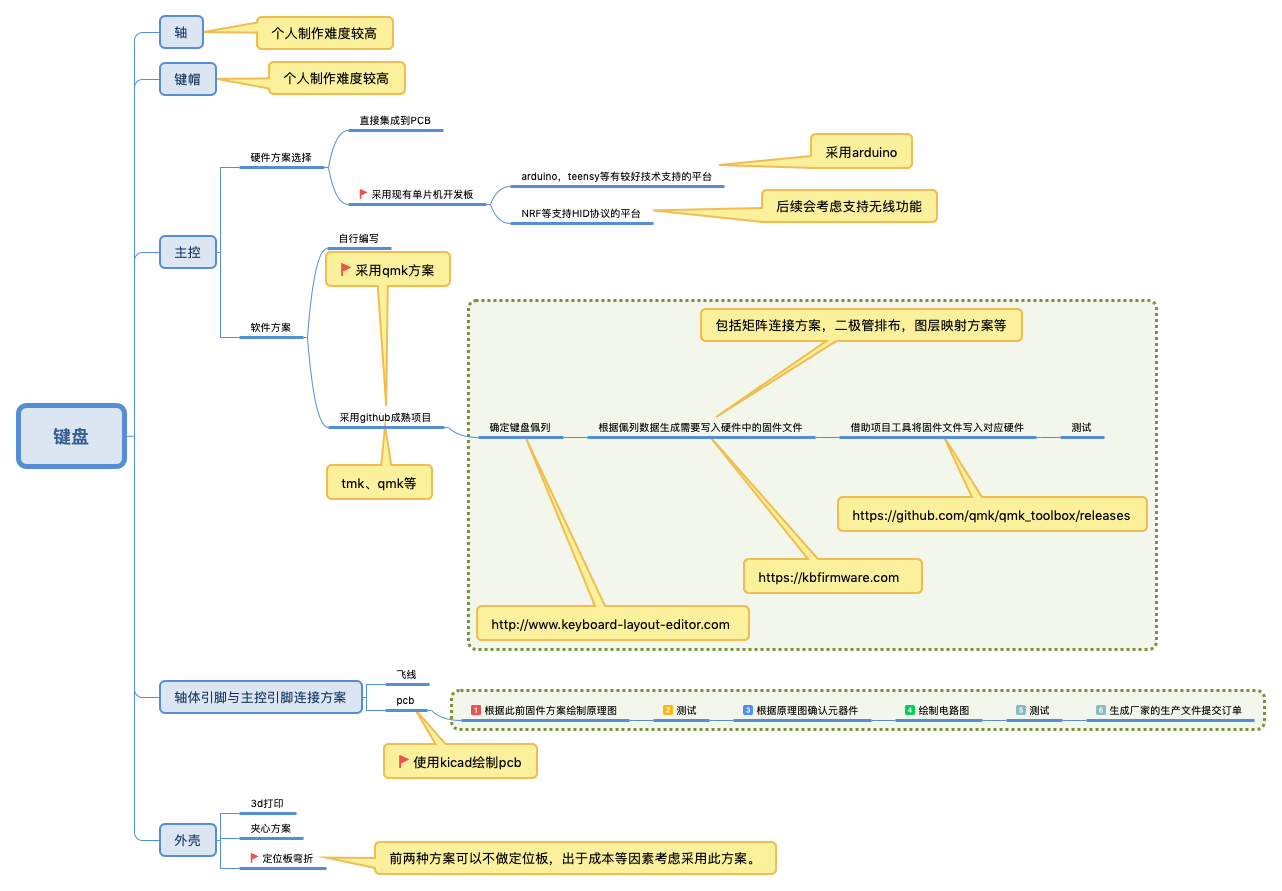 键盘
轴
个人制作难度较高
键帽
个人制作难度较高
主控
硬件方案选择
直接集成到PCB
采用现有单片机开发板
arduino，teensy等有较好技术支持的平台
采用arduino
NRF等支持HID协议的平台
后续会考虑支持无线功能
软件方案
自行编写
采用qmk方案
采用github成熟项目
tmk、qmk等
确定键盘佩列
http://www.keyboard-layout-editor.com
根据佩列数据生成需要写入硬件中的固件文件
包括矩阵连接方案，二极管排布，图层映射方案等
https://kbfirmware.com
借助项目工具将固件文件写入对应硬件
https://github.com/qmk/qmk_toolbox/releases
测试
轴体引脚与主控引脚连接方案
飞线
pcb
使用kicad绘制pcb
1 根据此前固件方案绘制原理图
2 测试
3 根据原理图确认元器件
4 绘制电路图
5 测试
6 生成厂家的生产文件提交订单
外壳
3d打印
夹心方案
定位板弯折
前两种方案可以不做定位板，出于成本等因素考虑采用此方案。